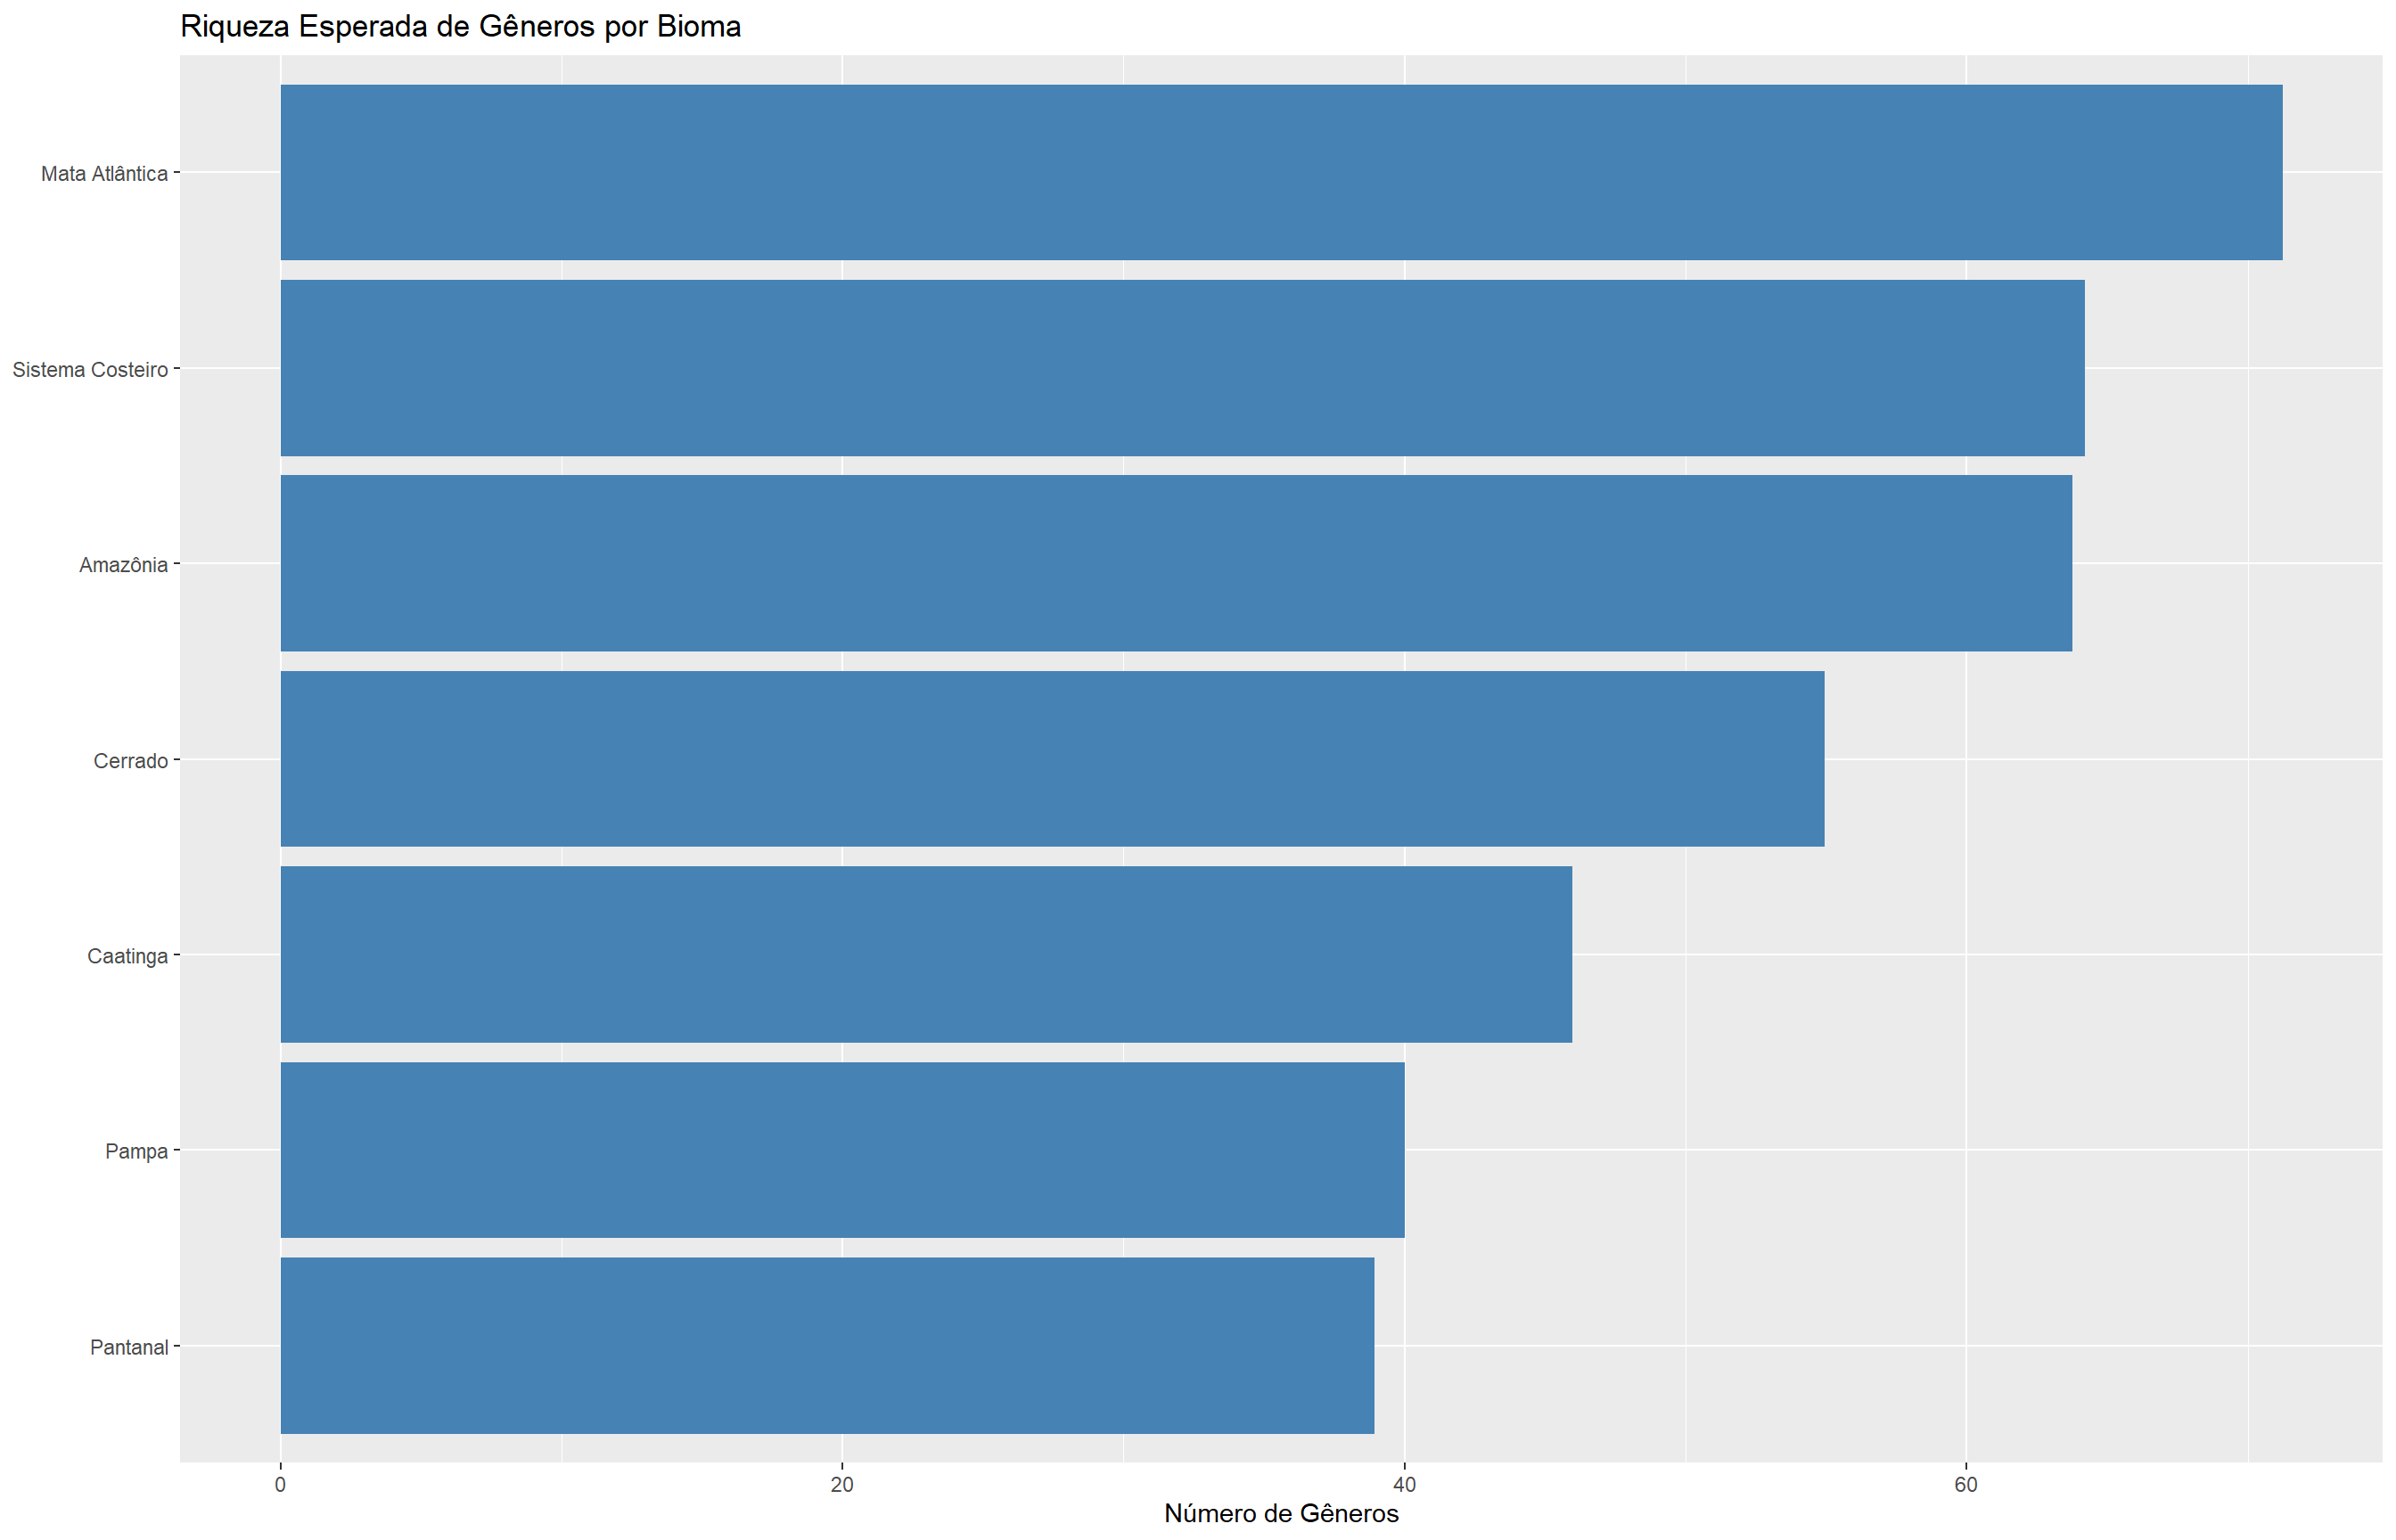 Riqueza Esperada de Gêneros por Bioma
Mata Atlântica
Sistema Costeiro
Amazônia
Cerrado
Caatinga
Pampa
Pantanal
0
20
40
60
Número de Gêneros